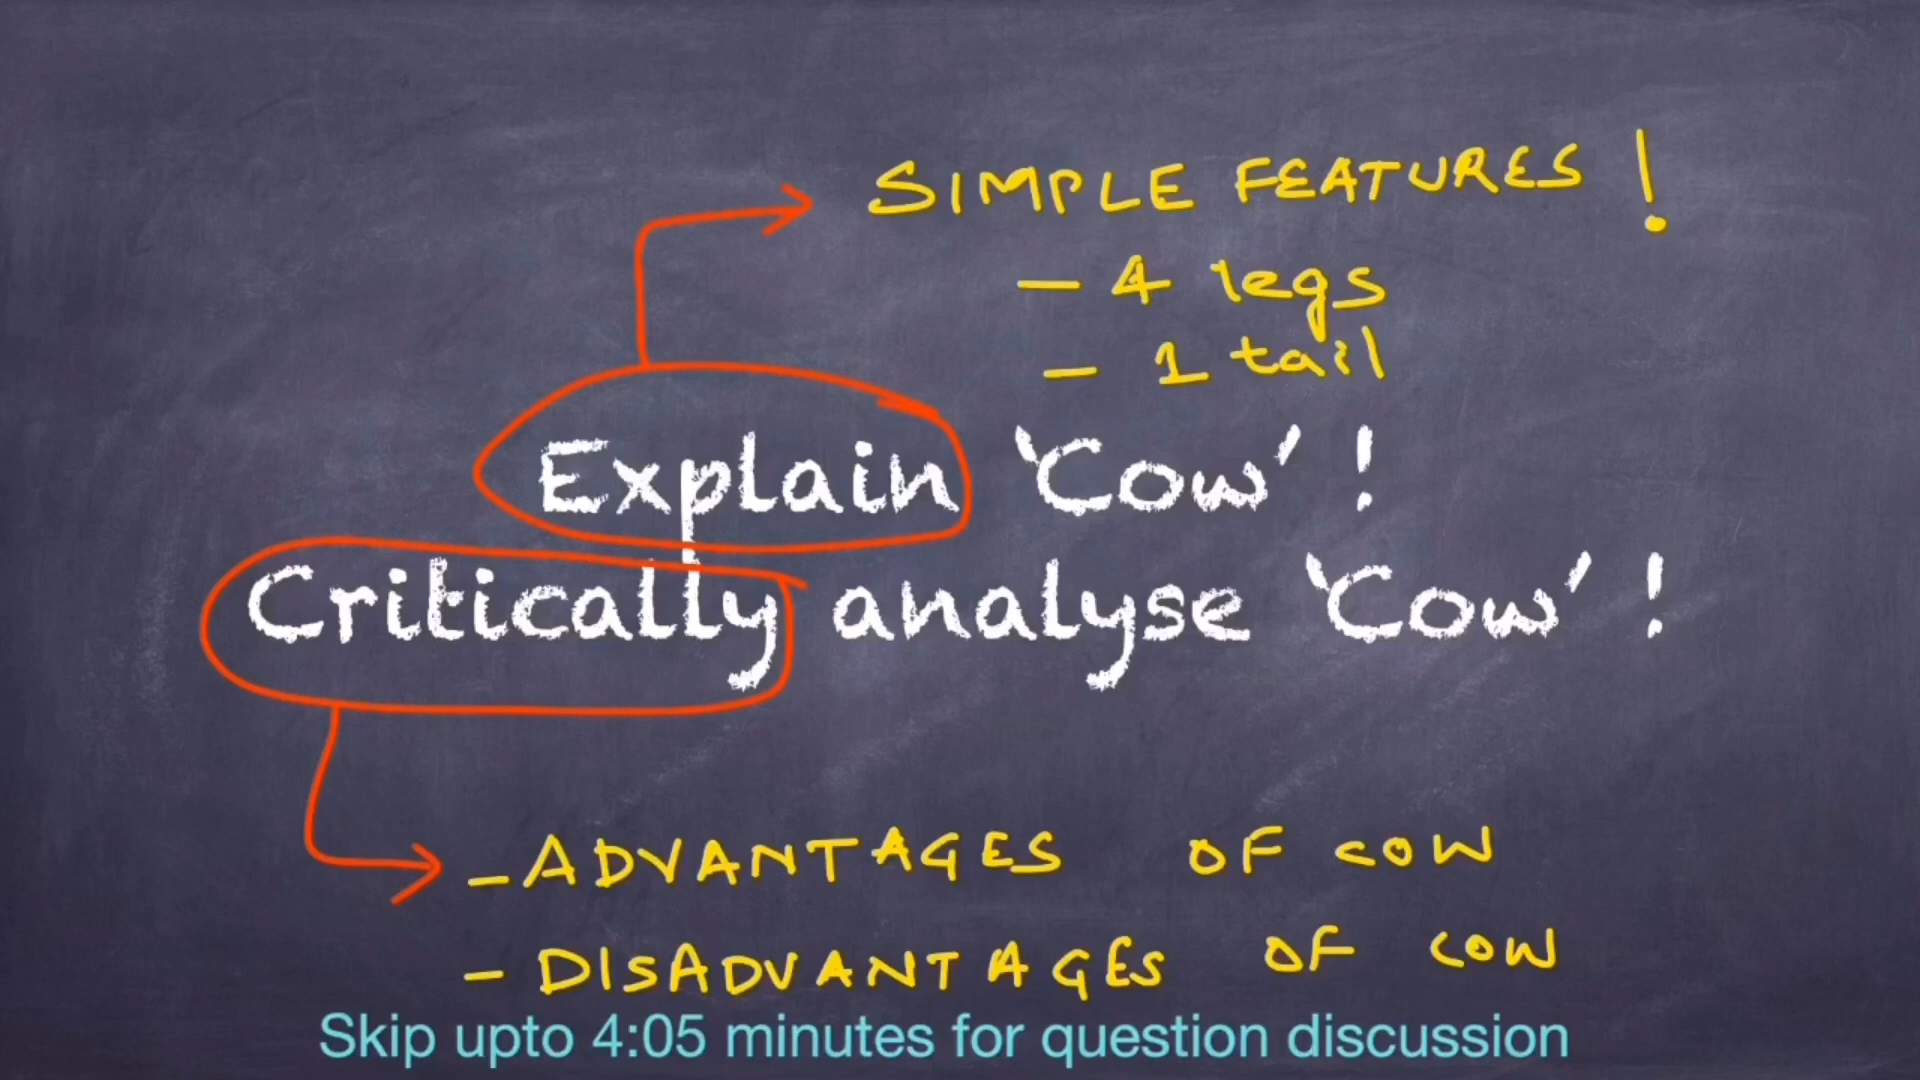 SIMPLE FEATURES !
- 4 legs
- 1 tail
Explain 'Cow' !
Critically analyse 'Cow' !
- ADVANTAGES OF COW
- DISADVANTAGES OF COW
Skip upto 4:05 minutes for question discussion